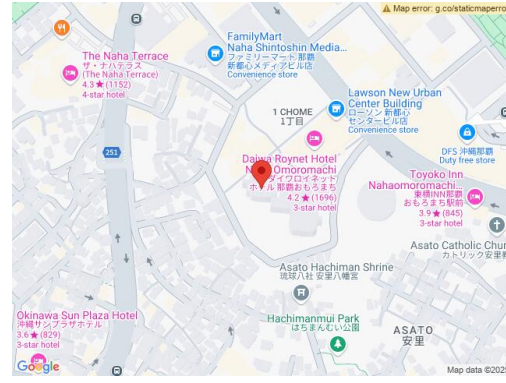 Map error: g.co/staticmaperro
FamilyMart
Naha Shintoshin Media...
ファミリーマート 那覇
新都心メディアビル店
Convenience store
The Naha Terrace
ザ・ナハテラス
(The Naha Terrace)
4.3★(1152)
4-star hotel
Lawson New Urban
Center Building
ローソン 新都心
センタービル店
Convenience store
1 CHOME
1丁目
251
DFS 沖縄那覇
Duty free store
Daiwa Roynet Hotel
Omoromachi
ダイワロイネット
ホテル 那覇おもろまち
4.2★(1696)
3-star hotel
Toyoko Inn
Nahaomoromachi...
東横INN那覇
おもろまち駅前
3.9★(845)
3-star hotel
Asato Catholic Chur
カトリック安里教
Asato Hachiman Shrine
琉球八社 安里八幡宮
Hachimanmui Park
はちまんむい公園
ASATO
安里
Okinawa Sun Plaza Hotel
沖縄サンプラザホテル
3.6★(829)
3-star hotel
Google
Map data ©2025